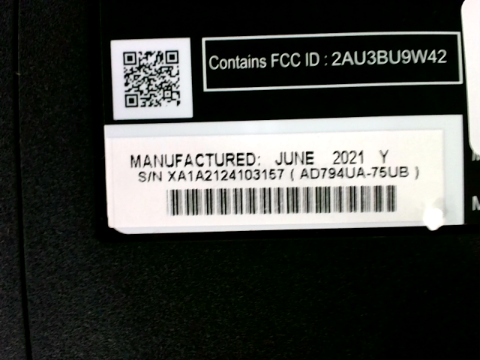 Contains FCC ID : 2AU3BU9W42
MANUFACTURED: JUNE 2021 Y
S/N XA1A2124103157 ( AD794UA-75UB )